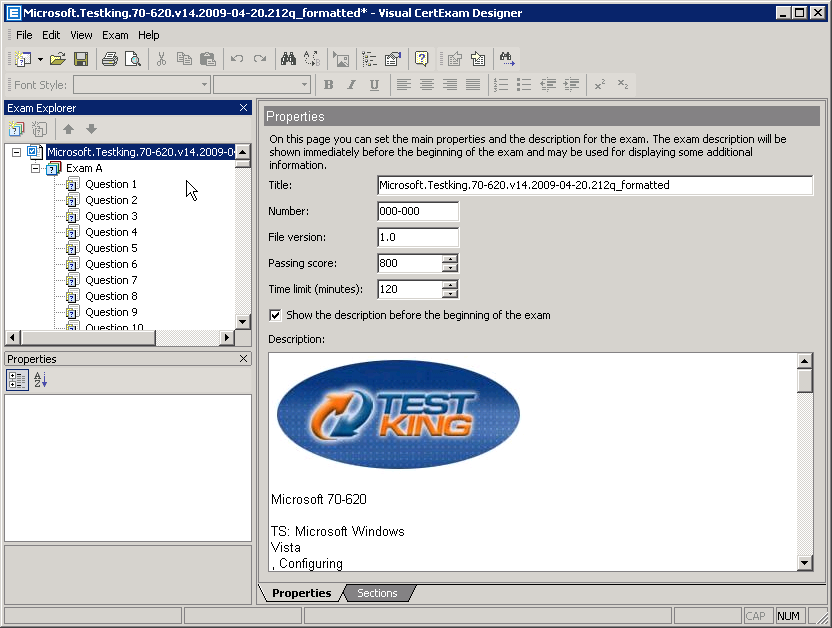 Microsoft.Testking.70-620.v14.2009-04-20.212q_formatted* - Visual CertExam Designer
File Edit View Exam Help
Font Style:
B I U
Exam Explorer
Microsoft.Testking.70-620.v14.2009-0
Exam A
Question 1
Question 2
Question 3
Question 4
Question 5
Question 6
Question 7
Question 8
Question 9
Question 10
Properties
Properties
On this page you can set the main properties and the description for the exam. The exam description will be
shown immediately before the beginning of the exam and may be used for displaying some additional
information.
Title: Microsoft.Testking.70-620.v14.2009-04-20.212q_formatted
Number: 000-000
File version: 1.0
Passing score: 800
Time limit (minutes): 120
Show the description before the beginning of the exam
Description:
TEST
KING
Microsoft 70-620
TS: Microsoft Windows
Vista
, Configuring
Properties Sections
CAP NUM